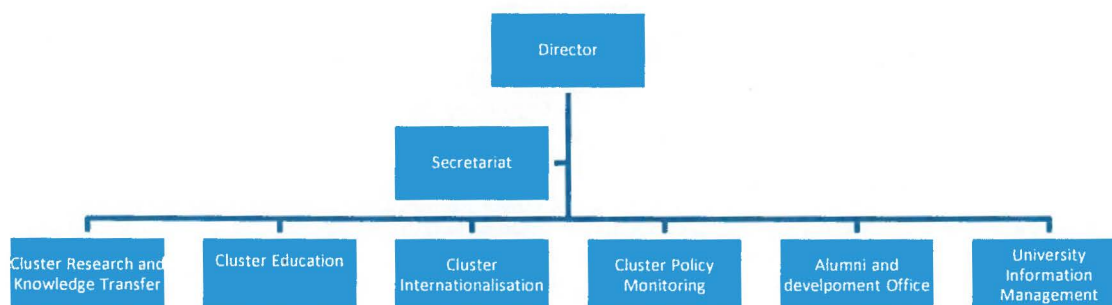 Director
Secretariat
Cluster Research and
Knowledge Transfer
Cluster Education
Cluster
Internationalisation
Cluster Policy
Monitoring
Alumni and
develpoment Office
University
Information
Management